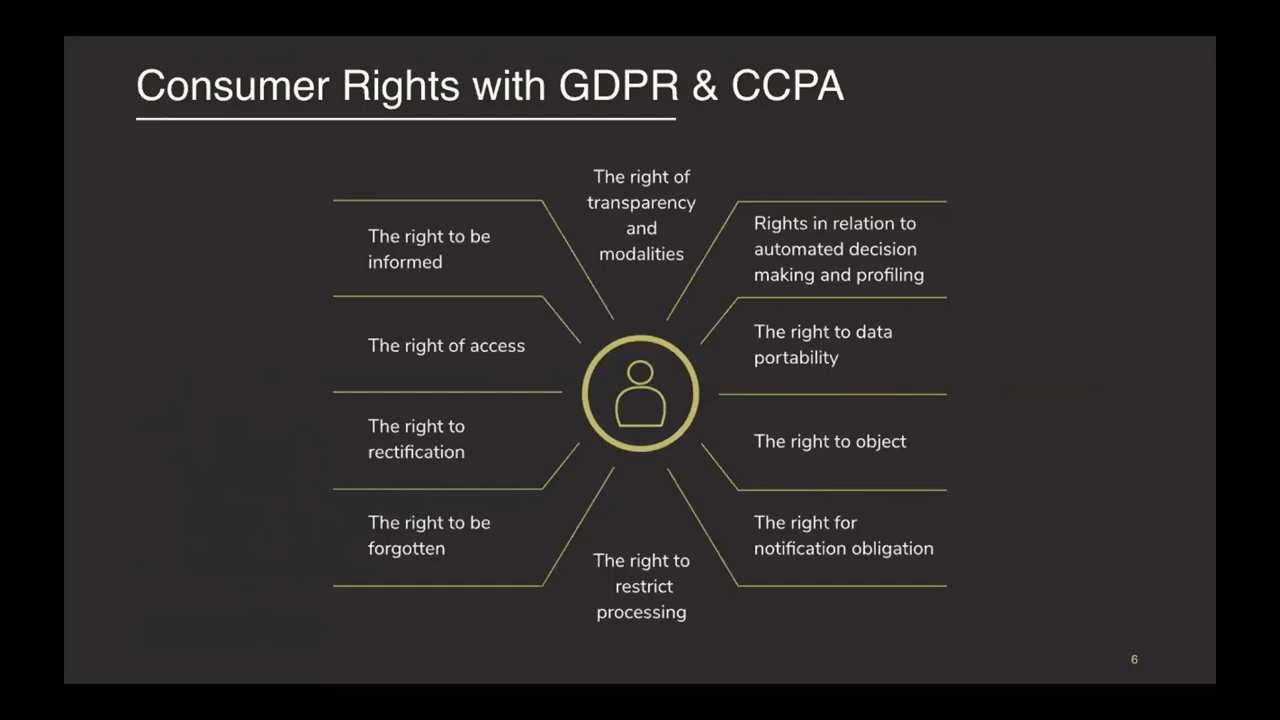 Consumer Rights with GDPR & CCPA
The right of
transparency
and
modalities
The right to be
informed
The right of access
The right to
rectification
The right to be
forgotten
Rights in relation to
automated decision
making and profiling
The right to data
portability
The right to object
The right for
notification obligation
The right to
restrict
processing
6